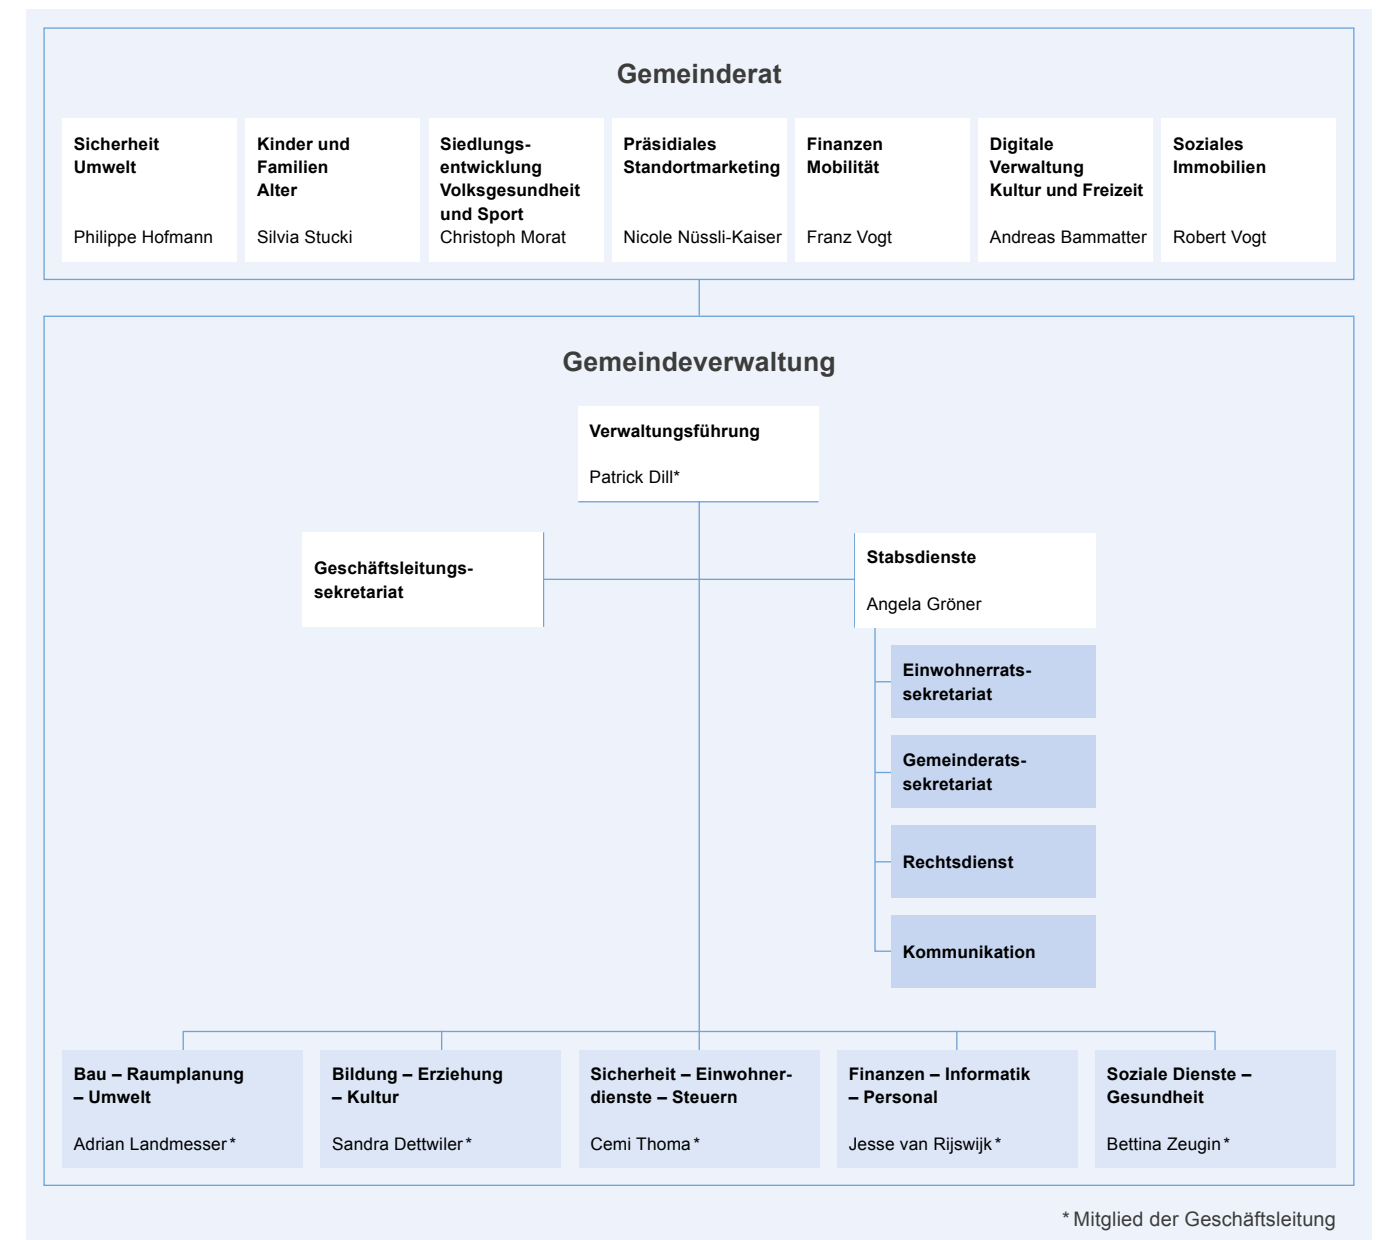 Gemeinderat
Sicherheit
Umwelt
Philippe Hofmann
Kinder und
Familien
Alter
Silvia Stucki
Siedlungs-
entwicklung
Volksgesundheit
und Sport
Christoph Morat
Präsidiales
Standortmarketing
Nicole Nüssli-Kaiser
Finanzen
Mobilität
Franz Vogt
Digitale
Verwaltung
Kultur und Freizeit
Andreas Bammatter
Soziales
Immobilien
Robert Vogt
Gemeindeverwaltung
Verwaltungsführung
Patrick Dill*
Geschäftsleitungs-
sekretariat
Stabsdienste
Angela Gröner
Einwohnerrats-
sekretariat
Gemeinderats-
sekretariat
Rechtsdienst
Kommunikation
Bau – Raumplanung
– Umwelt
Adrian Landmesser*
Bildung – Erziehung
– Kultur
Sandra Dettwiler*
Sicherheit – Einwohner-
dienste – Steuern
Cemi Thoma*
Finanzen – Informatik
– Personal
Jesse van Rijswijk*
Soziale Dienste –
Gesundheit
Bettina Zeugin*
* Mitglied der Geschäftsleitung